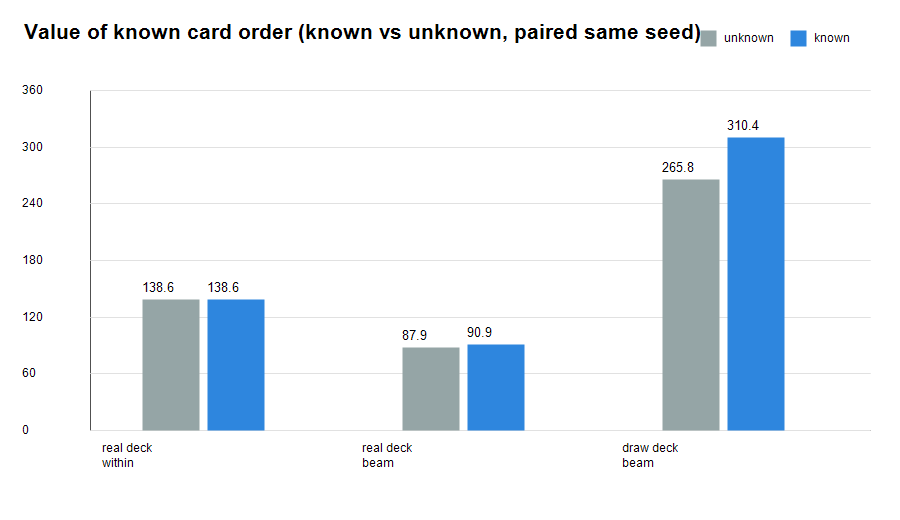 Value of known card order (known vs unknown, paired same seed)
unknown
known
360
300
240
180
120
60
0
138.6
138.6
87.9
90.9
265.8
310.4
real deck
within
real deck
beam
draw deck
beam